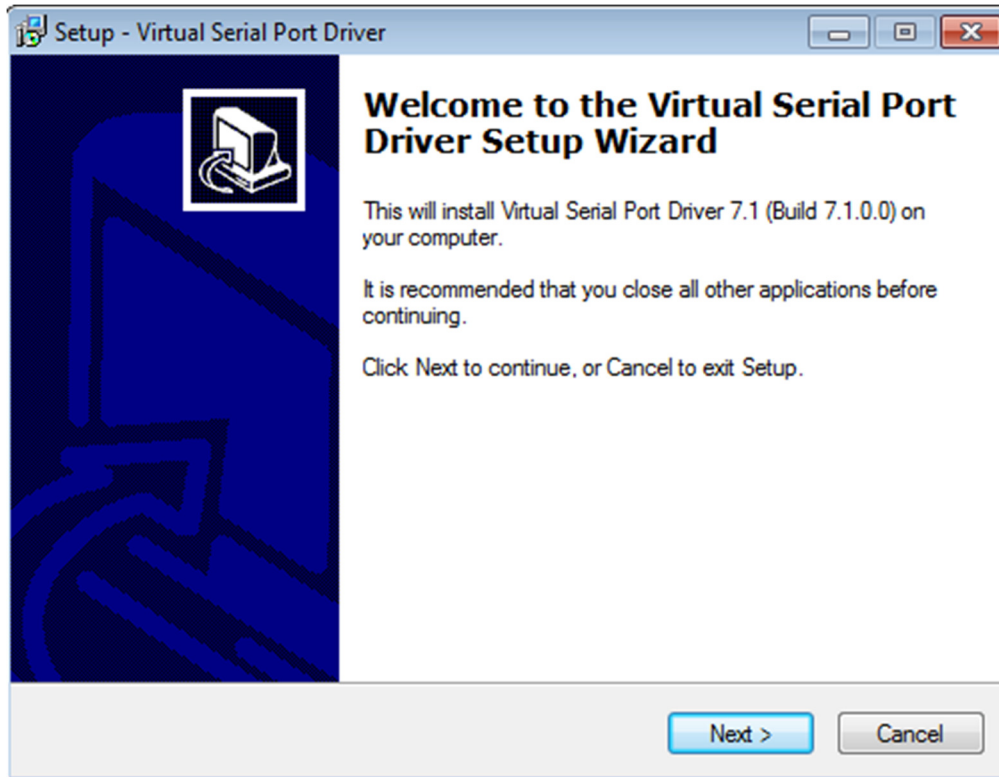 Setup - Virtual Serial Port Driver
Welcome to the Virtual Serial Port
Driver Setup Wizard
This will install Virtual Serial Port Driver 7.1 (Build 7.1.0.0) on
your computer.
It is recommended that you close all other applications before
continuing.
Click Next to continue, or Cancel to exit Setup.
Next >
Cancel